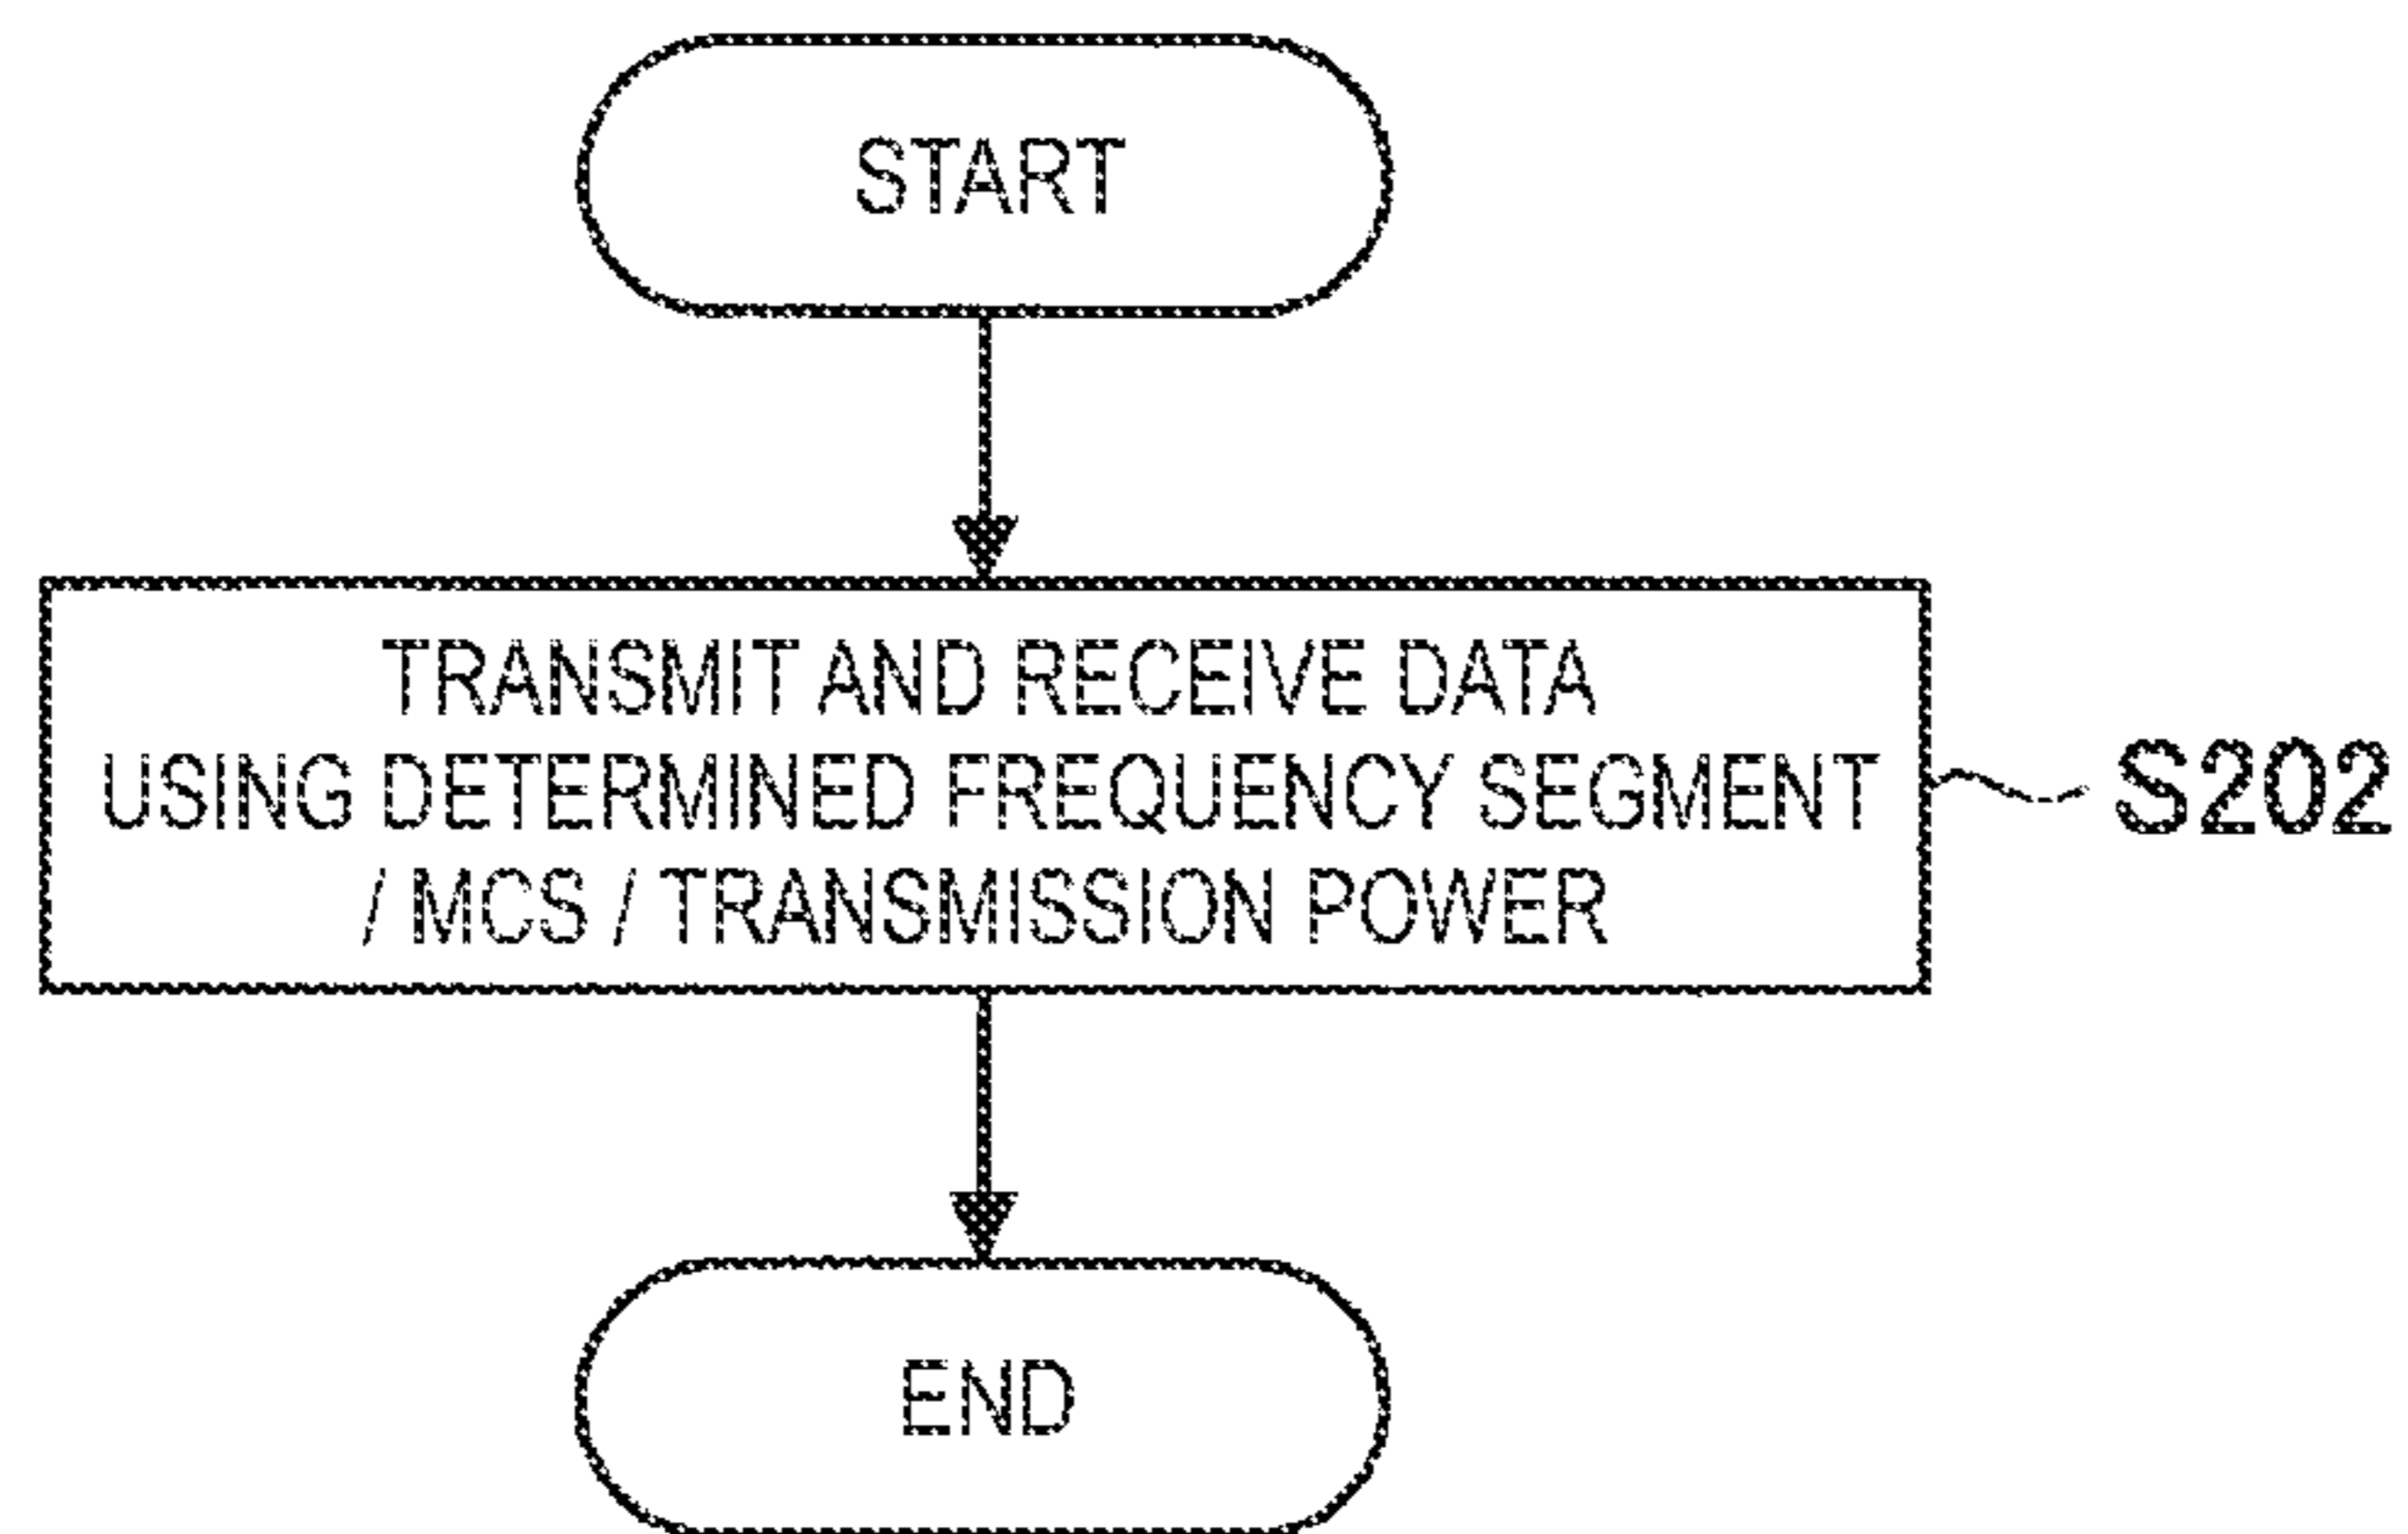 START
TRANSMIT AND RECEIVE DATA
USING DETERMINED FREQUENCY SEGMENT
/ MCS / TRANSMISSION POWER
S202
END